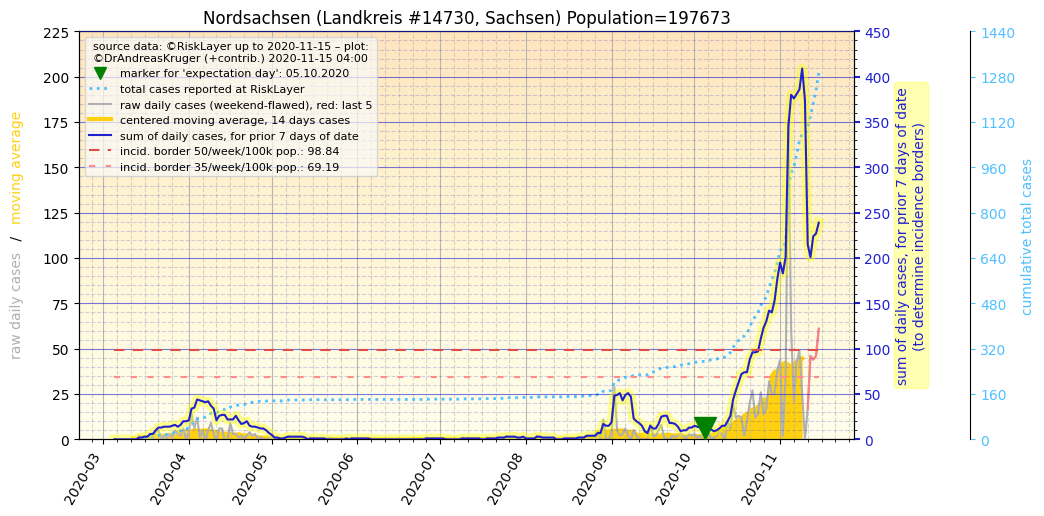 Nordsachsen (Landkreis #14730, Sachsen) Population=197673
source data: ©RiskLayer up to 2020-11-15 – plot:
©DrAndreasKruger (+contrib.) 2020-11-15 04:00
marker for 'expectation day': 05.10.2020
total cases reported at RiskLayer
raw daily cases (weekend-flawed), red: last 5
centered moving average, 14 days cases
sum of daily cases, for prior 7 days of date
incid. border 50/week/100k pop.: 98.84
incid. border 35/week/100k pop.: 69.19
raw daily cases / moving average
225
200
175
150
125
100
75
50
25
0
2020-03
2020-04
2020-05
2020-06
2020-07
2020-08
2020-09
2020-10
2020-11
450
400
350
300
250
200
150
100
50
0
sum of daily cases, for prior 7 days of date
(to determine incidence borders)
1440
1280
1120
960
800
640
480
320
160
0
cumulative total cases